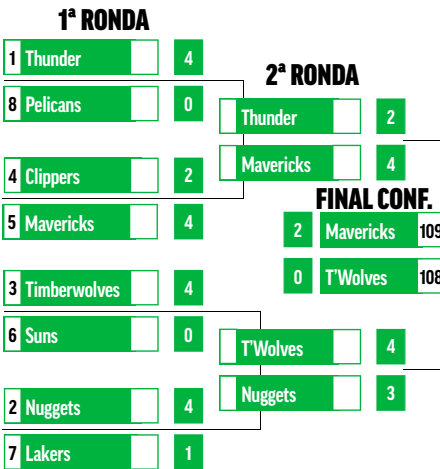 1ª RONDA
1 Thunder 4
8 Pelicans 0
4 Clippers 2
5 Mavericks 4
3 Timberwolves 4
6 Suns 0
2 Nuggets 4
7 Lakers 1
2ª RONDA
Thunder 2
Mavericks 4
FINAL CONF.
2 Mavericks 109
0 T'Wolves 108
T'Wolves 4
Nuggets 3